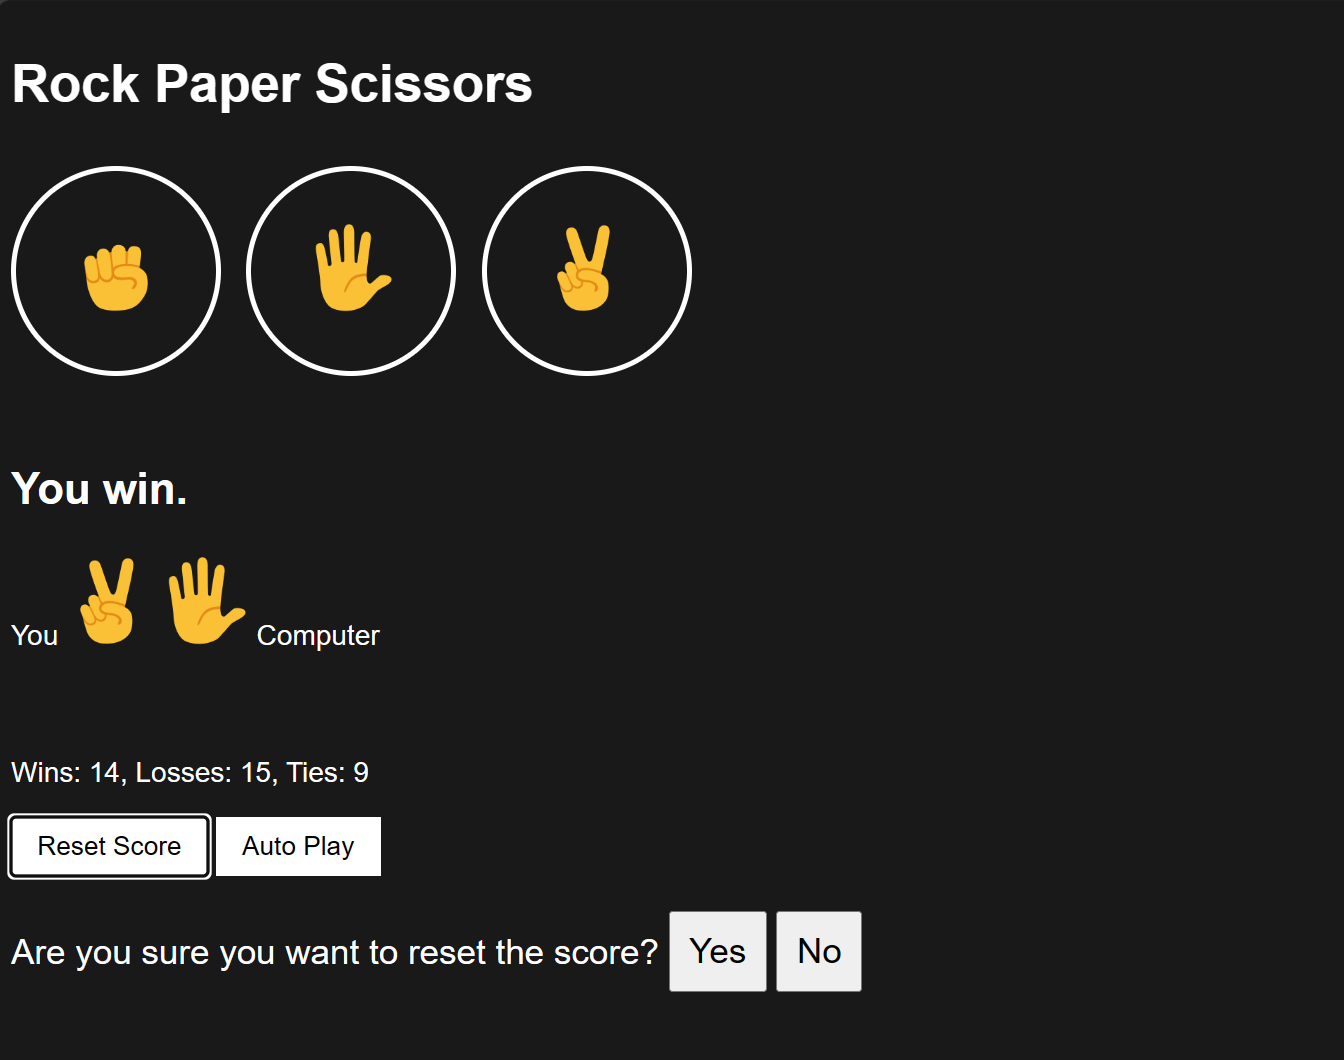 Rock Paper Scissors
You win.
You Computer
Wins: 14, Losses: 15, Ties: 9
Reset Score Auto Play
Are you sure you want to reset the score? Yes No